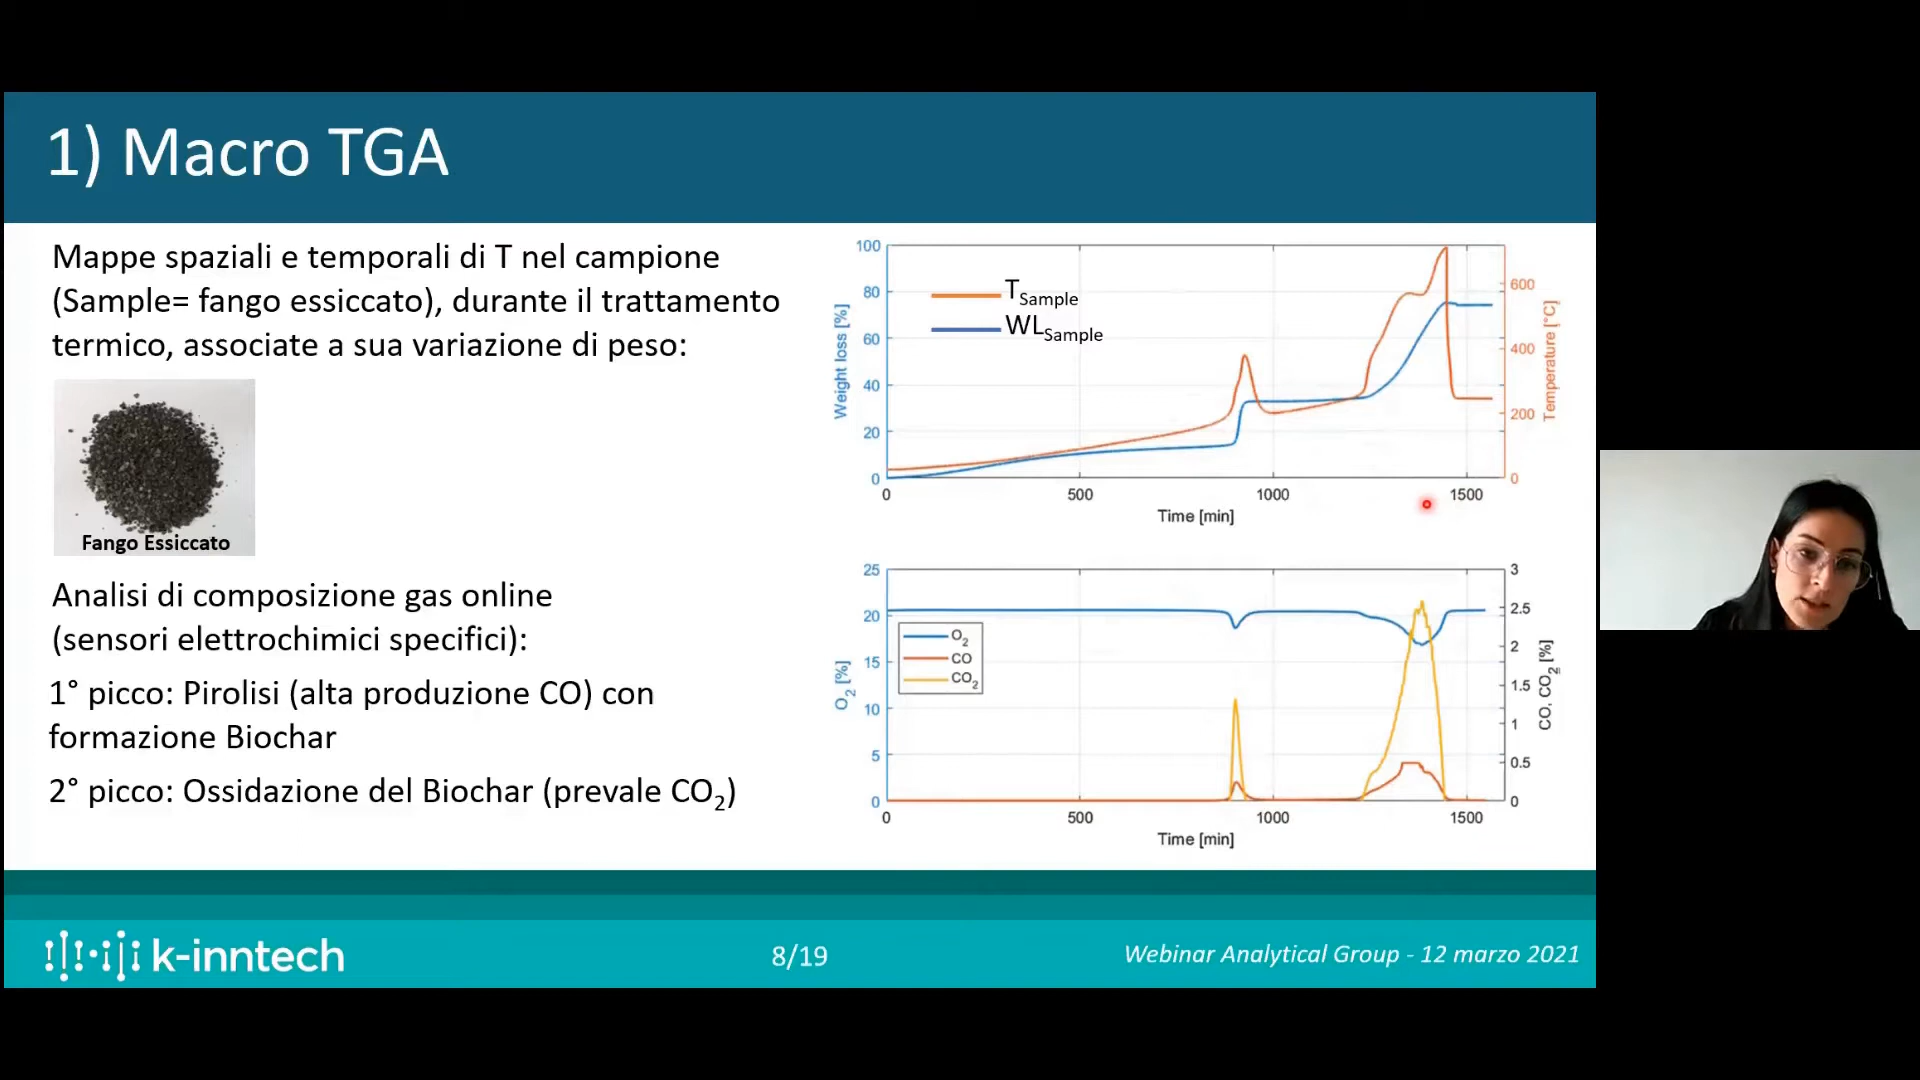 1) Macro TGA
Mappe spaziali e temporali di T nel campione
(Sample= fango essiccato), durante il trattamento
termico, associate a sua variazione di peso:
Fango Essiccato
Analisi di composizione gas online
(sensori elettrochimici specifici):
1° picco: Pirolisi (alta produzione CO) con
formazione Biochar
2° picco: Ossidazione del Biochar (prevale CO₂)
100
80
60
40
20
0
Weight loss [%]
T Sample
WL Sample
600
400
200
0
Temperature [°C]
0 500 1000 1500
Time [min]
25
20
15
10
5
0
O₂ [%]
O₂
CO
CO₂
3
2.5
2
1.5
1
0.5
0
CO, CO₂ [%]
0 500 1000 1500
Time [min]
k-inntech
8/19
Webinar Analytical Group - 12 marzo 2021